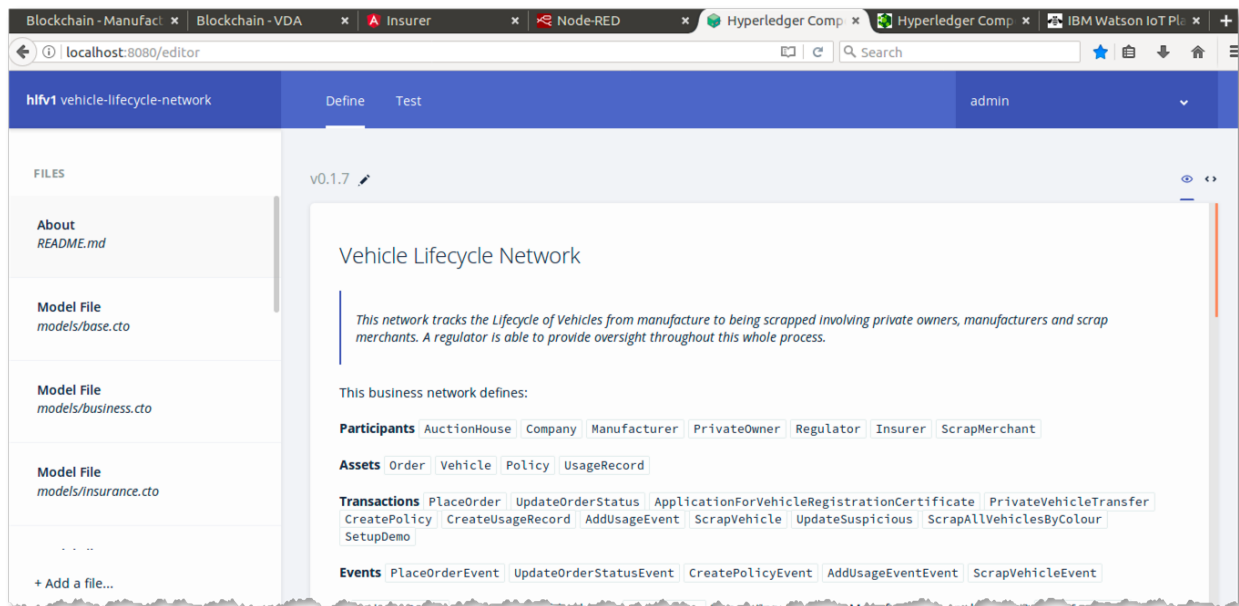 Blockchain - Manufact × Blockchain - VDA × Insurer × Node-RED × Hyperledger Comp × Hyperledger Comp × IBM Watson IoT Pla × +
localhost:8080/editor Search
hlfv1 vehicle-lifecycle-network Define Test admin
FILES
v0.1.7
About
README.md
Vehicle Lifecycle Network
Model File
models/base.cto
This network tracks the Lifecycle of Vehicles from manufacture to being scrapped involving private owners, manufacturers and scrap
merchants. A regulator is able to provide oversight throughout this whole process.
Model File
models/business.cto
This business network defines:
Participants AuctionHouse Company Manufacturer PrivateOwner Regulator Insurer ScrapMerchant
Model File
models/insurance.cto
Assets Order Vehicle Policy UsageRecord
Transactions PlaceOrder UpdateOrderStatus ApplicationForVehicleRegistrationCertificate PrivateVehicleTransfer
CreatePolicy CreateUsageRecord AddUsageEvent ScrapVehicle UpdateSuspicious ScrapAllVehiclesByColour
SetupDemo
+ Add a file...
Events PlaceOrderEvent UpdateOrderStatusEvent CreatePolicyEvent AddUsageEventEvent ScrapVehicleEvent